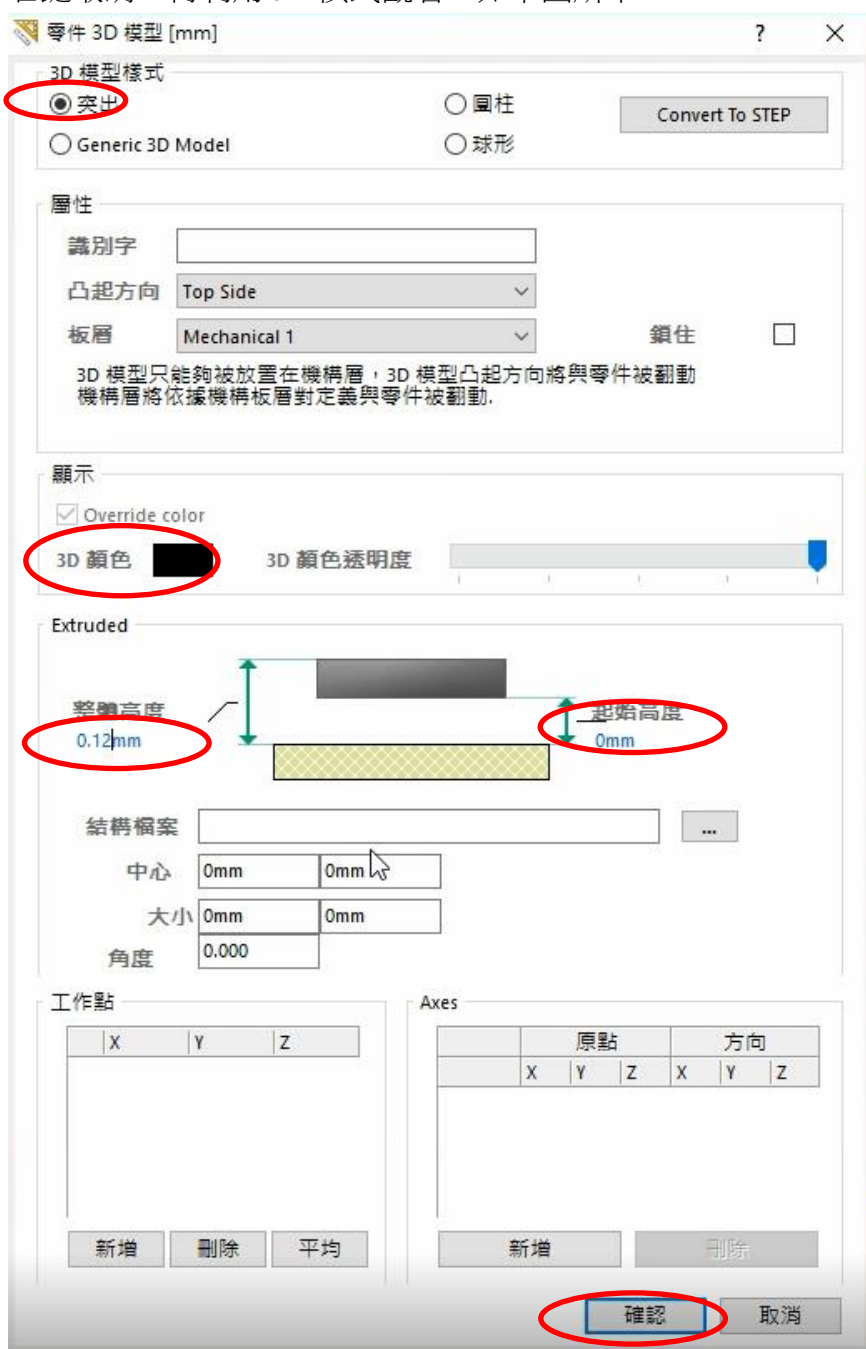 零件 3D 模型 [mm] ? ×
3D 模型樣式
突出
圓柱
Convert To STEP
Generic 3D Model
球形
屬性
識別字
凸起方向 Top Side
板層 Mechanical 1
鎖住
3D 模型只能夠被放置在機構層，3D 模型凸起方向將與零件被翻動
機構層將依據機構板層對定義與零件被翻動.
顯示
Override color
3D 顏色 3D 顏色透明度
Extruded
整體高度
0.12mm
起始高度
0mm
結構檔案 ...
中心 0mm 0mm
大小 0mm 0mm
角度 0.000
工作點
X Y Z
新增 刪除 平均
Axes
原點 方向
X Y Z X Y Z
新增 刪除
確認 取消